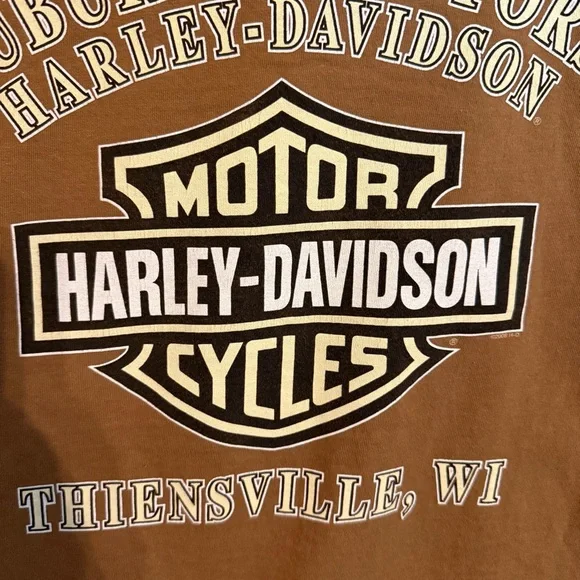 HARLEY-DAVIDSON®
MOTOR
HARLEY-DAVIDSON
CYCLES®
THIENSVILLE, WI